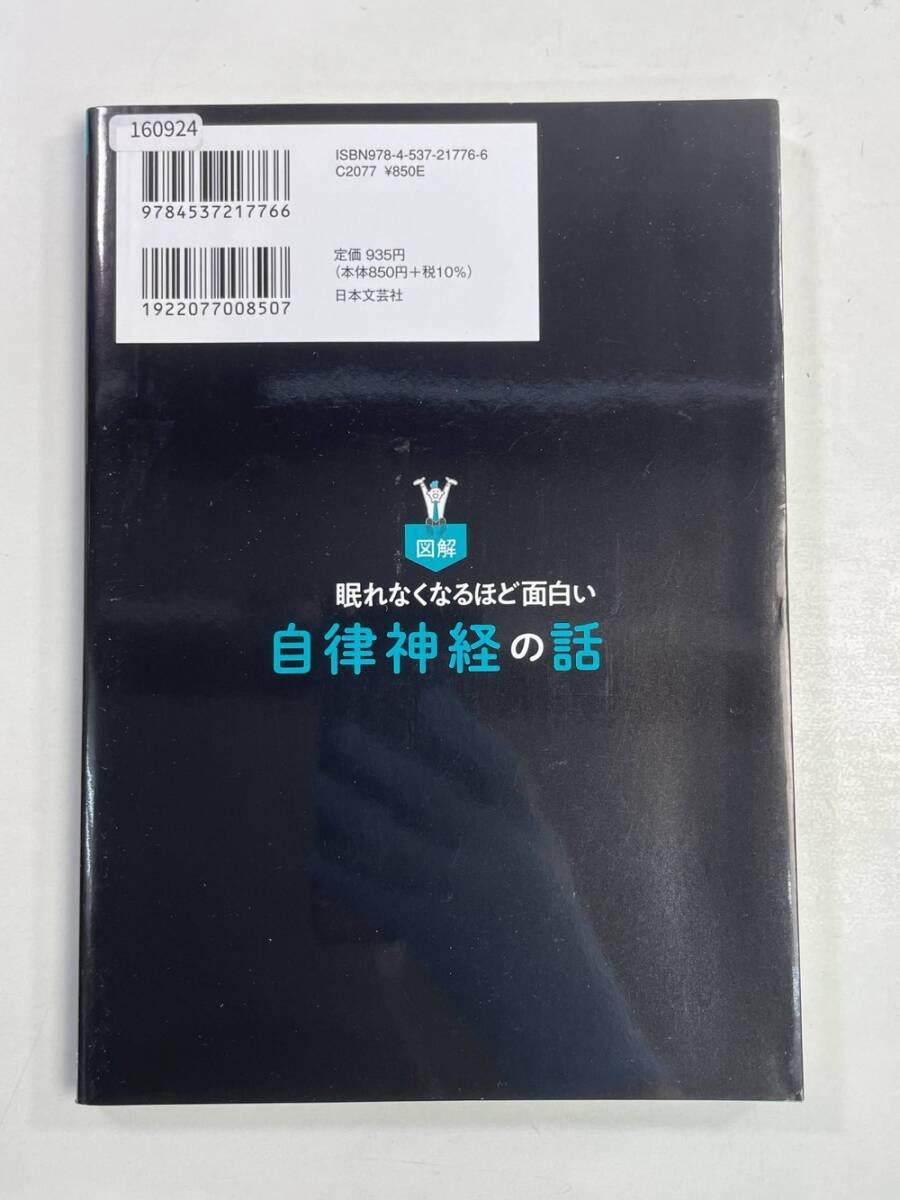 160924
ISBN978-4-537-21776-6
C2077 ¥850E
9784537217766
定価 935円
(本体850円+税10%)
日本文芸社
1922077008507
図解
眠れなくなるほど面白い
自律神経の話